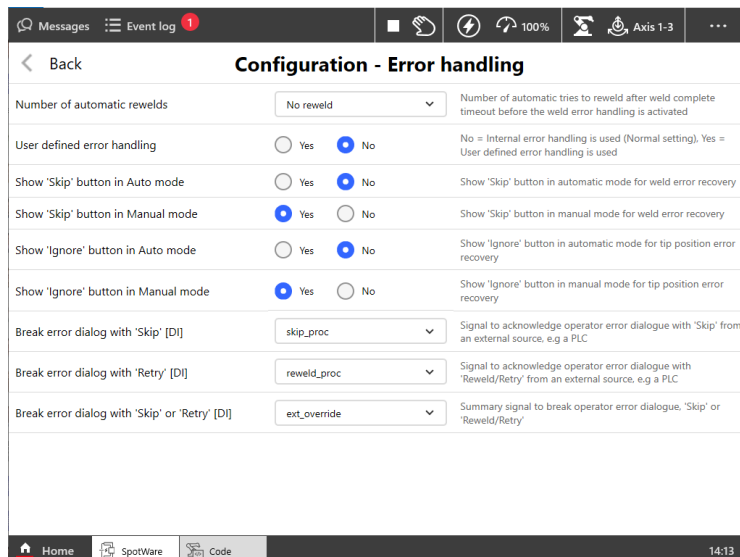 Messages Event log 1 100% Axis 1-3 ...
Back Configuration - Error handling
Number of automatic rewelds No reweld Number of automatic tries to reweld after weld complete
timeout before the weld error handling is activated
User defined error handling Yes No No = Internal error handling is used (Normal setting), Yes =
User defined error handling is used
Show 'Skip' button in Auto mode Yes No Show 'Skip' button in automatic mode for weld error recovery
Show 'Skip' button in Manual mode Yes No Show 'Skip' button in manual mode for weld error recovery
Show 'Ignore' button in Auto mode Yes No Show 'Ignore' button in automatic mode for tip position error
recovery
Show 'Ignore' button in Manual mode Yes No Show 'Ignore' button in manual mode for tip position error
recovery
Break error dialog with 'Skip' [DI] skip_proc Signal to acknowledge operator error dialogue with 'Skip' from
an external source, e.g a PLC
Break error dialog with 'Retry' [DI] reweld_proc Signal to acknowledge operator error dialogue with
'Reweld/Retry' from an external source, e.g a PLC
Break error dialog with 'Skip' or 'Retry' [DI] ext_override Summary signal to break operator error dialogue, 'Skip' or
'Reweld/Retry'
Home SpotWare Code 14:13